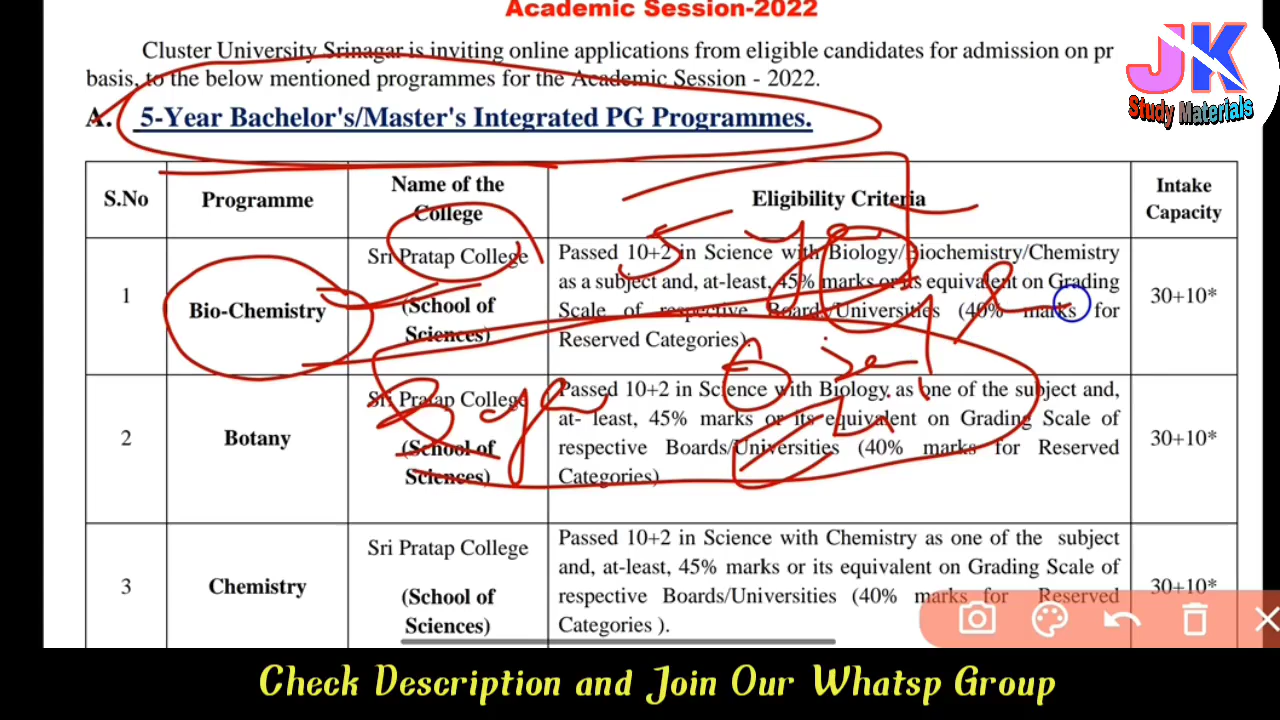 Academic Session-2022
Cluster University Srinagar is inviting online applications from eligible candidates for admission on pr
basis, to the below mentioned programmes for the Academic Session - 2022.
A. 5-Year Bachelor's/Master's Integrated PG Programmes.
S.No Programme Name of the College Eligibility Criteria Intake Capacity
1 Bio-Chemistry
Sri Pratap College
(School of
Sciences)
Passed 10+2 in Science with Biology/Biochemistry/Chemistry
as a subject and, at-least, 45% marks or its equivalent on Grading
Scale of respective Boards/Universities (40% marks for
Reserved Categories).
30+10*
2 Botany
Sri Pratap College
(School of
Sciences)
Passed 10+2 in Science with Biology. as one of the subject and,
at- least, 45% marks or its equivalent on Grading Scale of
respective Boards/Universities (40% marks for Reserved
Categories)
30+10*
3 Chemistry
Sri Pratap College
(School of
Sciences)
Passed 10+2 in Science with Chemistry as one of the subject
and, at-least, 45% marks or its equivalent on Grading Scale of
respective Boards/Universities (40% marks for Reserved
Categories ).
30+10*
JK
Study Materials
Check Description and Join Our Whatsp Group